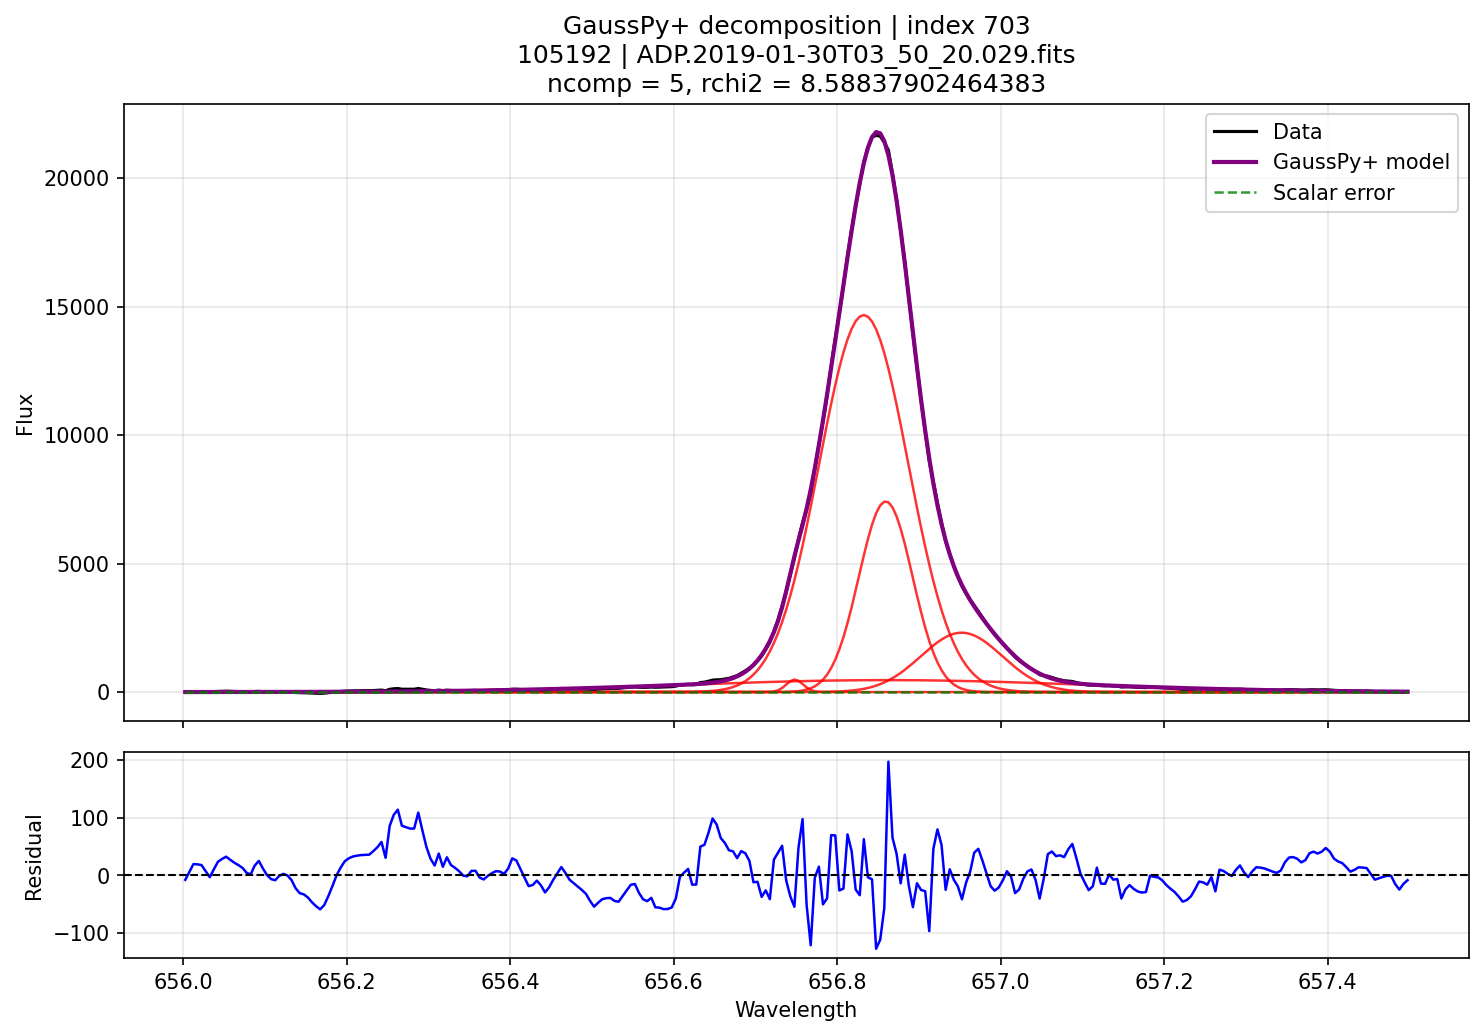 GaussPy+ decomposition | index 703
105192 | ADP.2019-01-30T03_50_20.029.fits
ncomp = 5, rchi2 = 8.58837902464383
Data
GaussPy+ model
Scalar error
Flux
20000
15000
10000
5000
0
Residual
200
100
0
−100
656.0
656.2
656.4
656.6
656.8
657.0
657.2
657.4
Wavelength